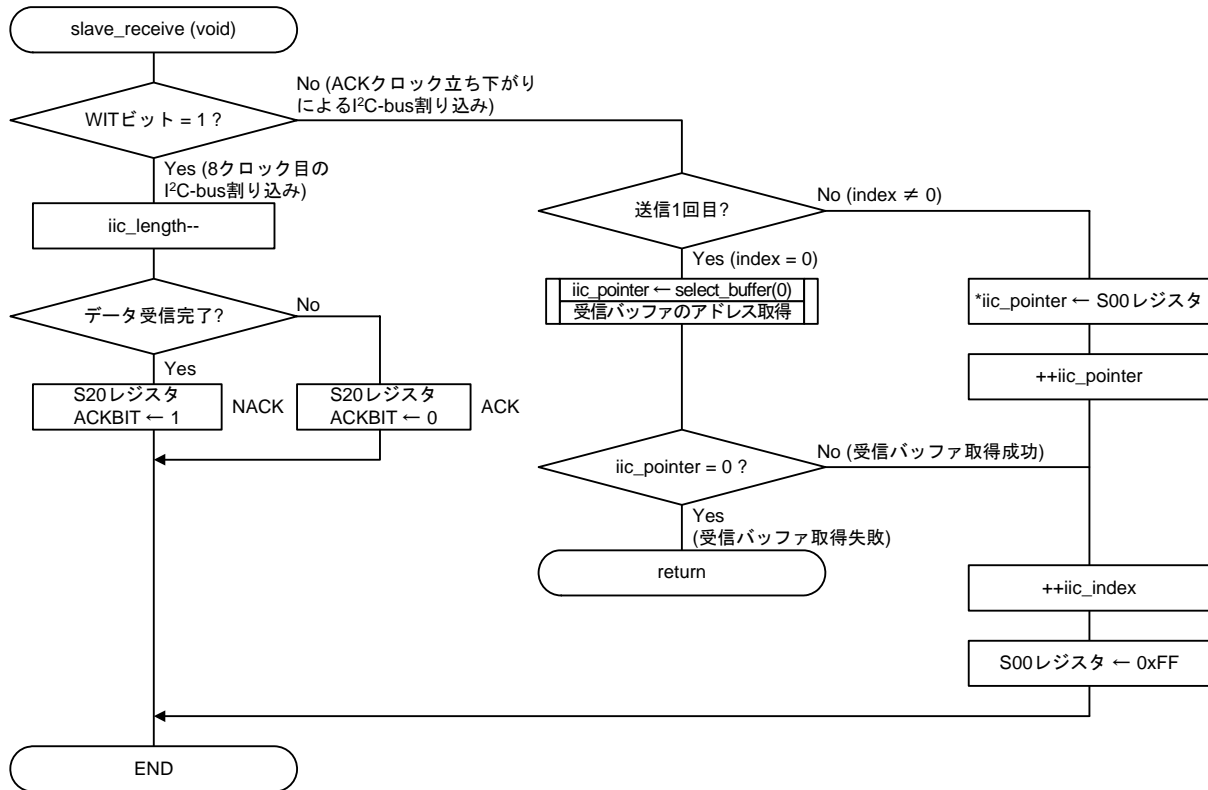 slave_receive (void)
WITビット = 1 ?
No (ACKクロック立ち下がり
によるI²C-bus割り込み)
Yes (8クロック目の
I²C-bus割り込み)
iic_length--
データ受信完了?
No
Yes
S20レジスタ
ACKBIT ← 1
NACK
S20レジスタ
ACKBIT ← 0
ACK
送信1回目?
No (index ≠ 0)
Yes (index = 0)
iic_pointer ← select_buffer(0)
受信バッファのアドレス取得
*iic_pointer ← S00レジスタ
++iic_pointer
iic_pointer = 0 ?
No (受信バッファ取得成功)
Yes
(受信バッファ取得失敗)
return
++iic_index
S00レジスタ ← 0xFF
END